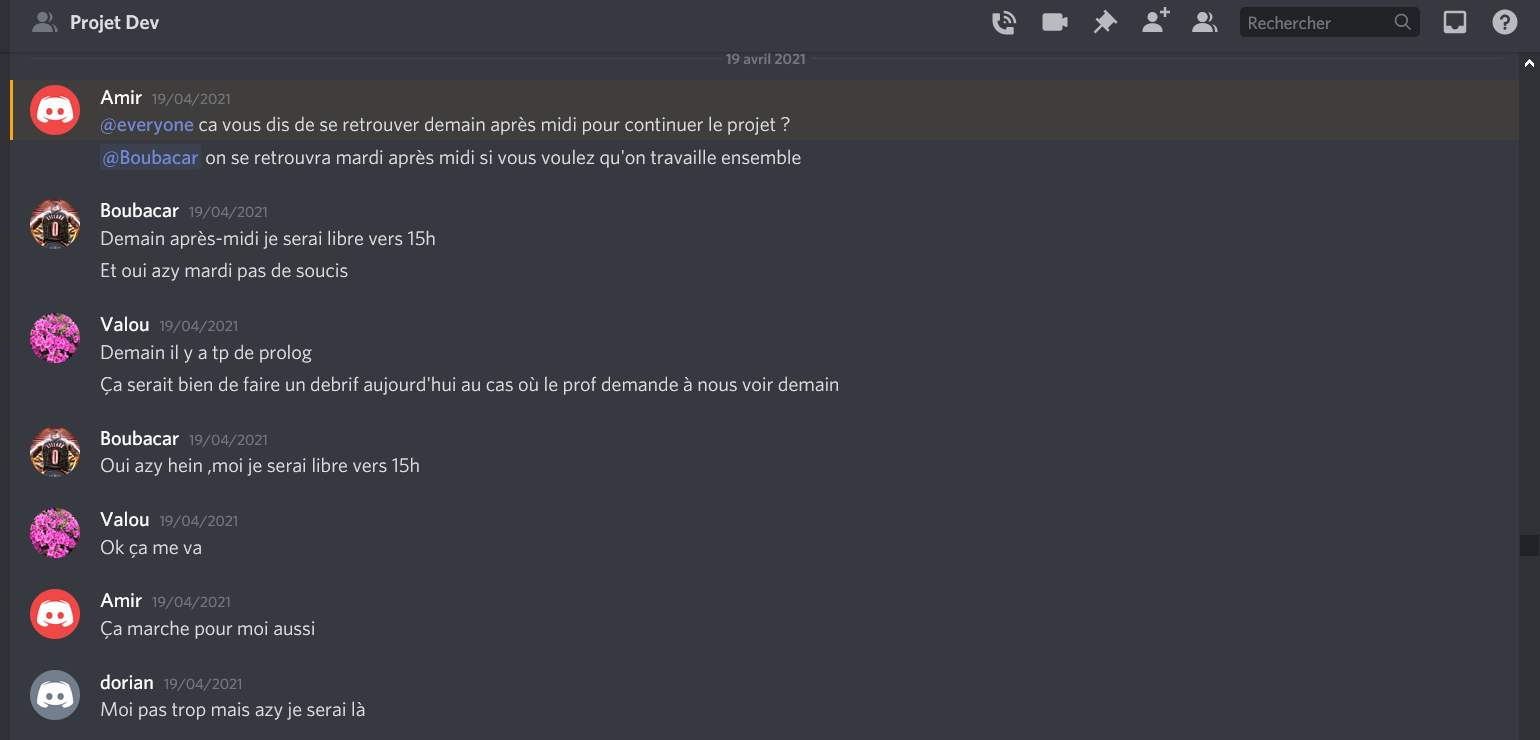 Projet Dev
Rechercher
19 avril 2021
Amir 19/04/2021
@everyone ca vous dis de se retrouver demain après midi pour continuer le projet ?
@Boubacar on se retrouvra mardi après midi si vous voulez qu'on travaille ensemble
Boubacar 19/04/2021
Demain après-midi je serai libre vers 15h
Et oui azy mardi pas de soucis
Valou 19/04/2021
Demain il y a tp de prolog
Ça serait bien de faire un debrif aujourd'hui au cas où le prof demande à nous voir demain
Boubacar 19/04/2021
Oui azy hein ,moi je serai libre vers 15h
Valou 19/04/2021
Ok ça me va
Amir 19/04/2021
Ça marche pour moi aussi
dorian 19/04/2021
Moi pas trop mais azy je serai là